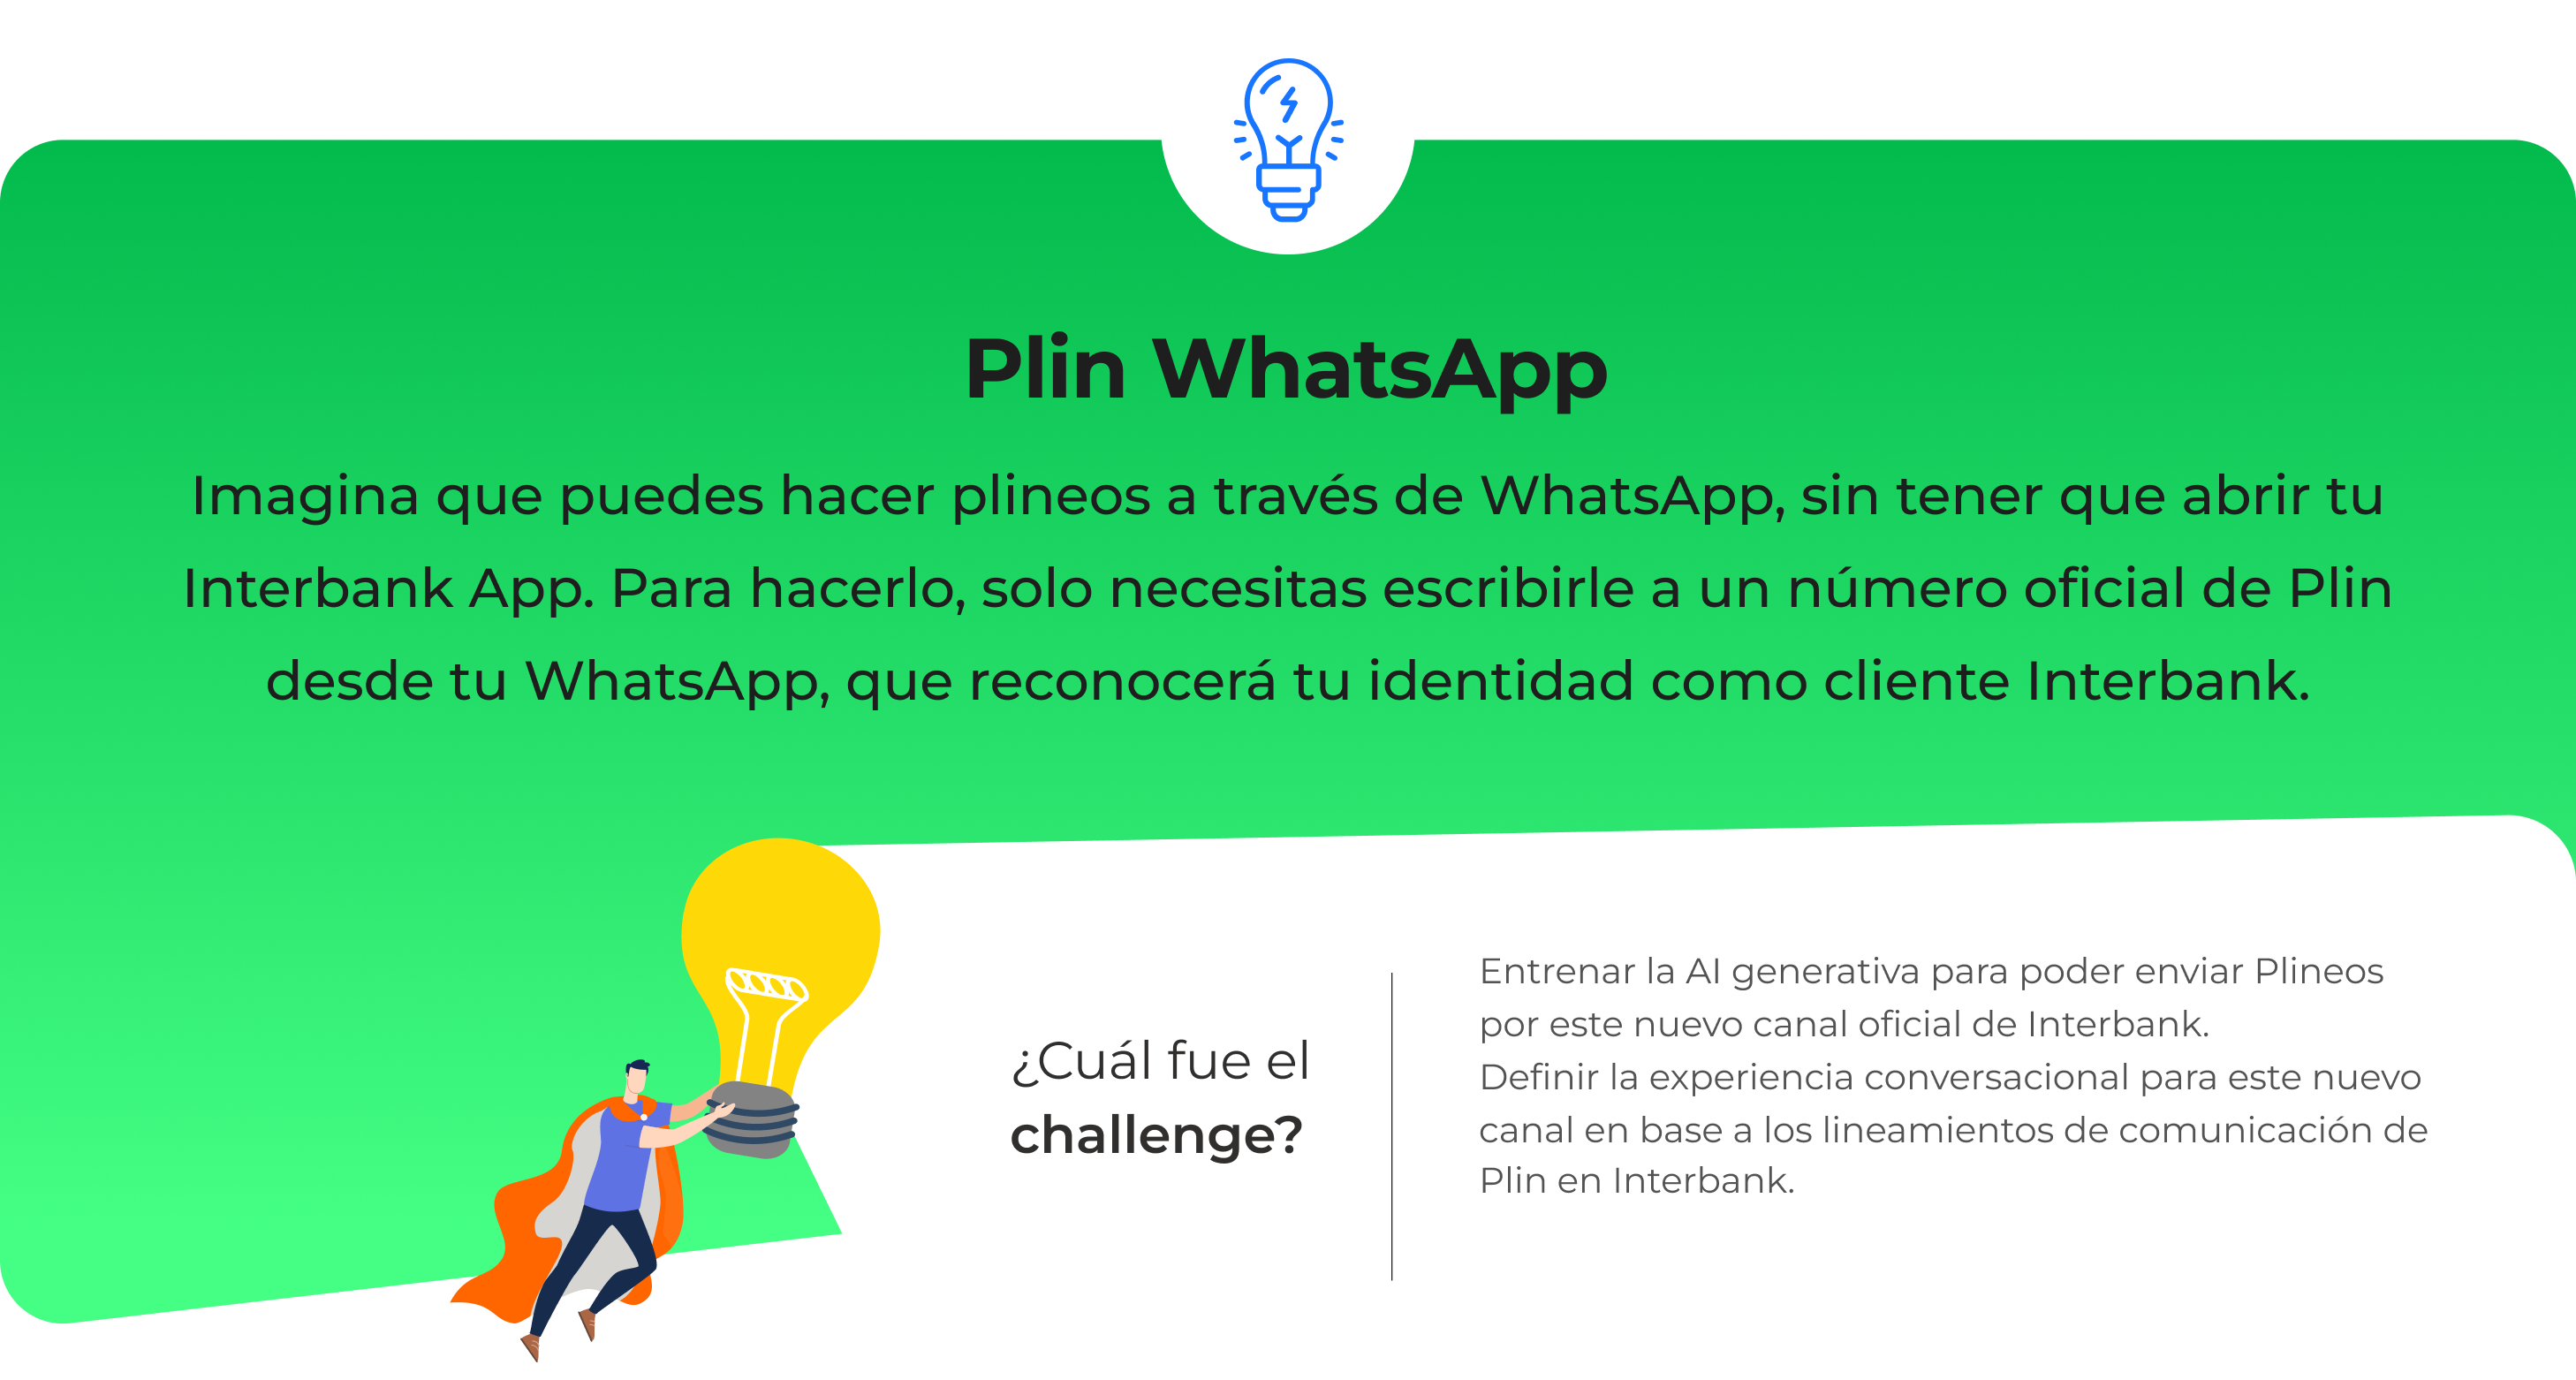 Plin WhatsApp
Imagina que puedes hacer plineos a través de WhatsApp, sin tener que abrir tu
Interbank App. Para hacerlo, solo necesitas escribirle a un número oficial de Plin
desde tu WhatsApp, que reconocerá tu identidad como cliente Interbank.
¿Cuál fue el
challenge?
Entrenar la AI generativa para poder enviar Plineos
por este nuevo canal oficial de Interbank.
Definir la experiencia conversacional para este nuevo
canal en base a los lineamientos de comunicación de
Plin en Interbank.